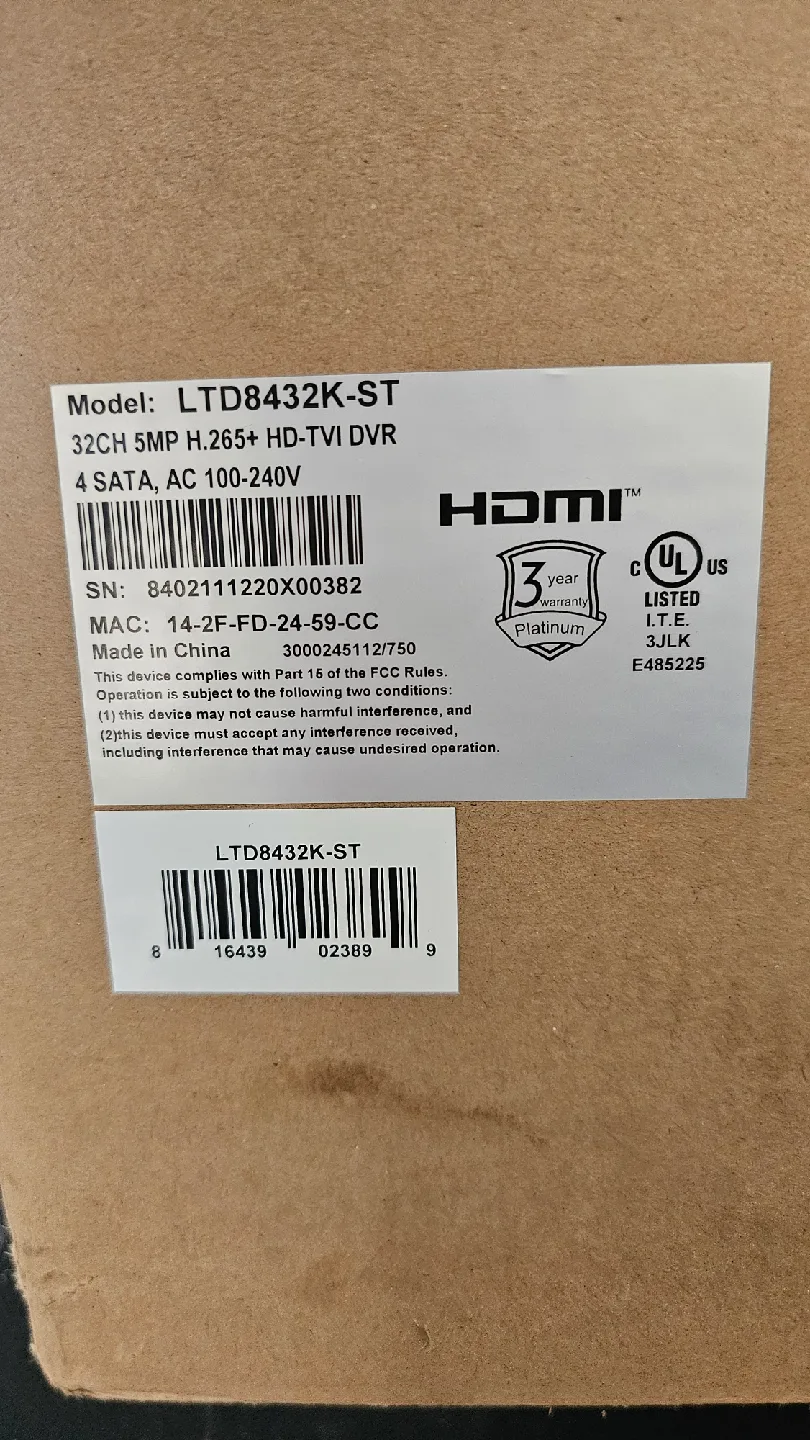 Model: LTD8432K-ST
32CH 5MP H.265+ HD-TVI DVR
4 SATA, AC 100-240V
SN: 8402111220X00382
MAC: 14-2F-FD-24-59-CC
Made in China 3000245112/750
This device complies with Part 15 of the FCC Rules.
Operation is subject to the following two conditions:
(1) this device may not cause harmful interference, and
(2)this device must accept any interference received,
including interference that may cause undesired operation.
HDMI™
3 year
warranty
Platinum
C UL US
LISTED
I.T.E.
3JLK
E485225
LTD8432K-ST
8 16439 02389 9